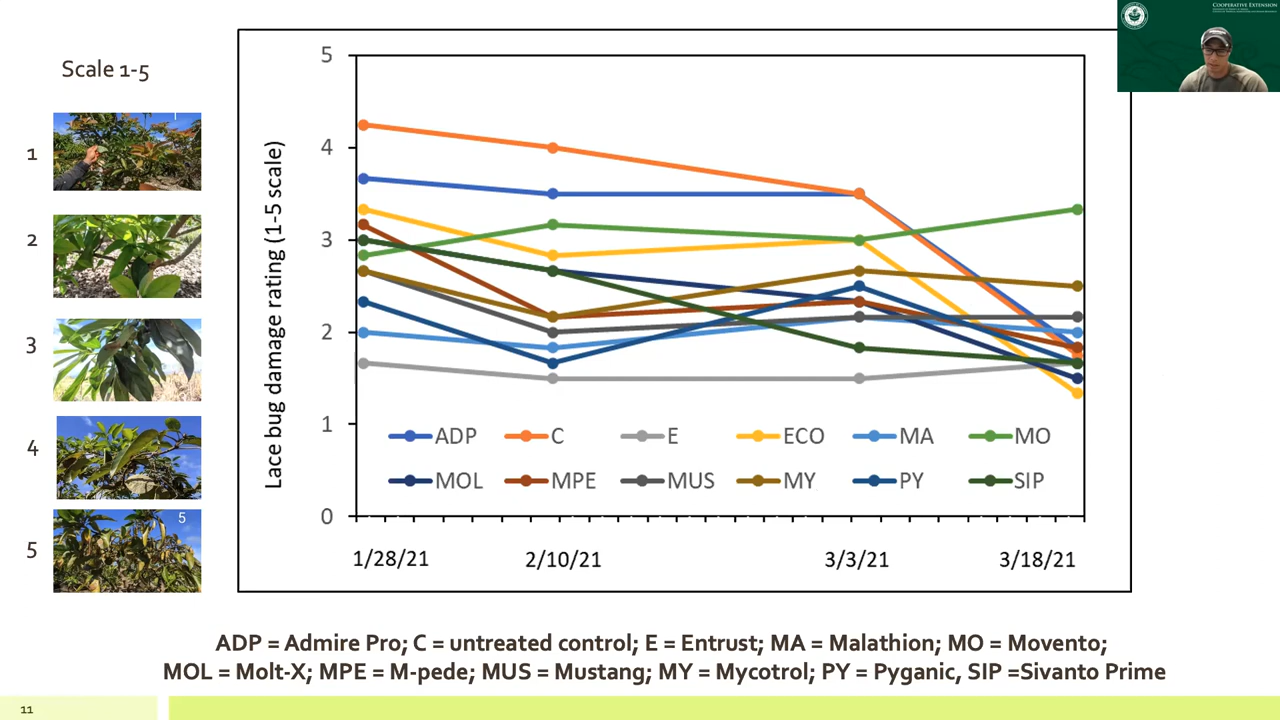 COOPERATIVE EXTENSION
Scale 1-5
1
2
3
4
5
5
Lace bug damage rating (1-5 scale)
5
4
3
2
1
0
ADP C E ECO MA MO
MOL MPE MUS MY PY SIP
1/28/21 2/10/21 3/3/21 3/18/21
ADP = Admire Pro; C = untreated control; E = Entrust; MA = Malathion; MO = Movento;
MOL = Molt-X; MPE = M-pede; MUS = Mustang; MY = Mycotrol; PY = Pyganic, SIP =Sivanto Prime
11